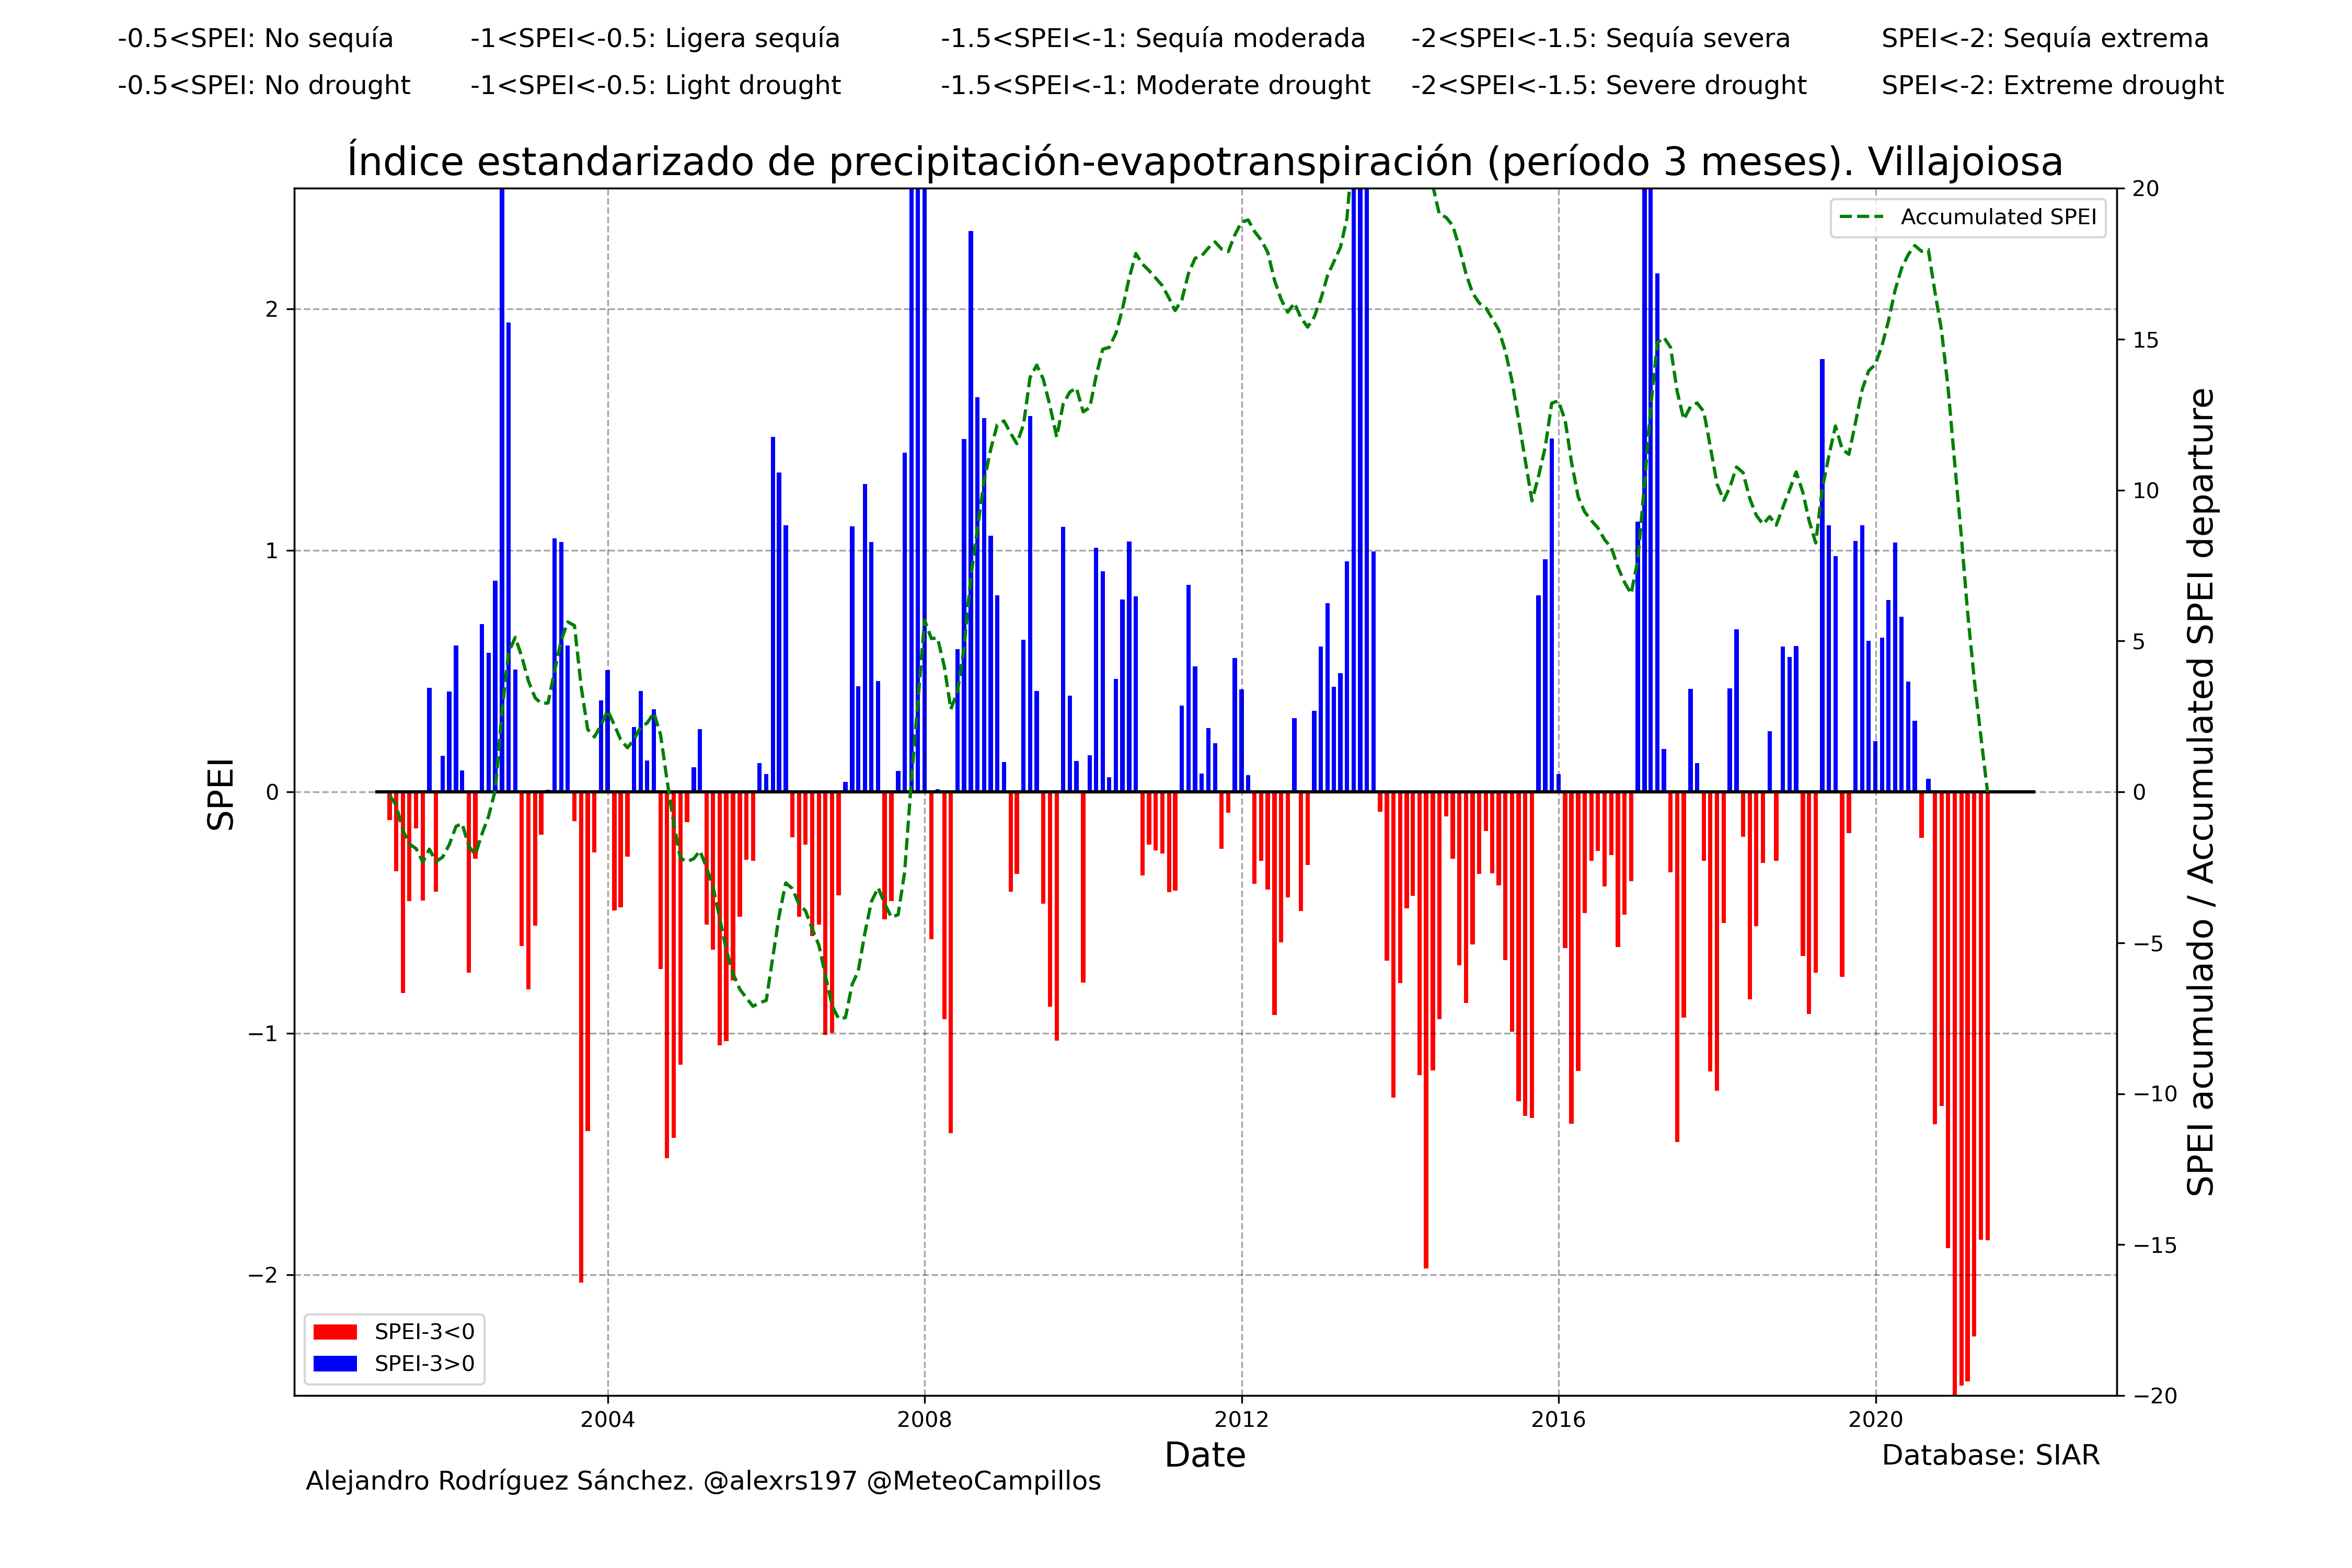 -0.5<SPEI: No sequía -1<SPEI<-0.5: Ligera sequía -1.5<SPEI<-1: Sequía moderada -2<SPEI<-1.5: Sequía severa SPEI<-2: Sequía extrema
-0.5<SPEI: No drought -1<SPEI<-0.5: Light drought -1.5<SPEI<-1: Moderate drought -2<SPEI<-1.5: Severe drought SPEI<-2: Extreme drought
Índice estandarizado de precipitación-evapotranspiración (período 3 meses). Villajoiosa
Accumulated SPEI
SPEI
2
1
0
−1
−2
20
15
10
5
0
−5
−10
−15
−20
SPEI acumulado / Accumulated SPEI departure
SPEI-3<0
SPEI-3>0
2004 2008 2012 2016 2020
Date
Database: SIAR
Alejandro Rodríguez Sánchez. @alexrs197 @MeteoCampillos